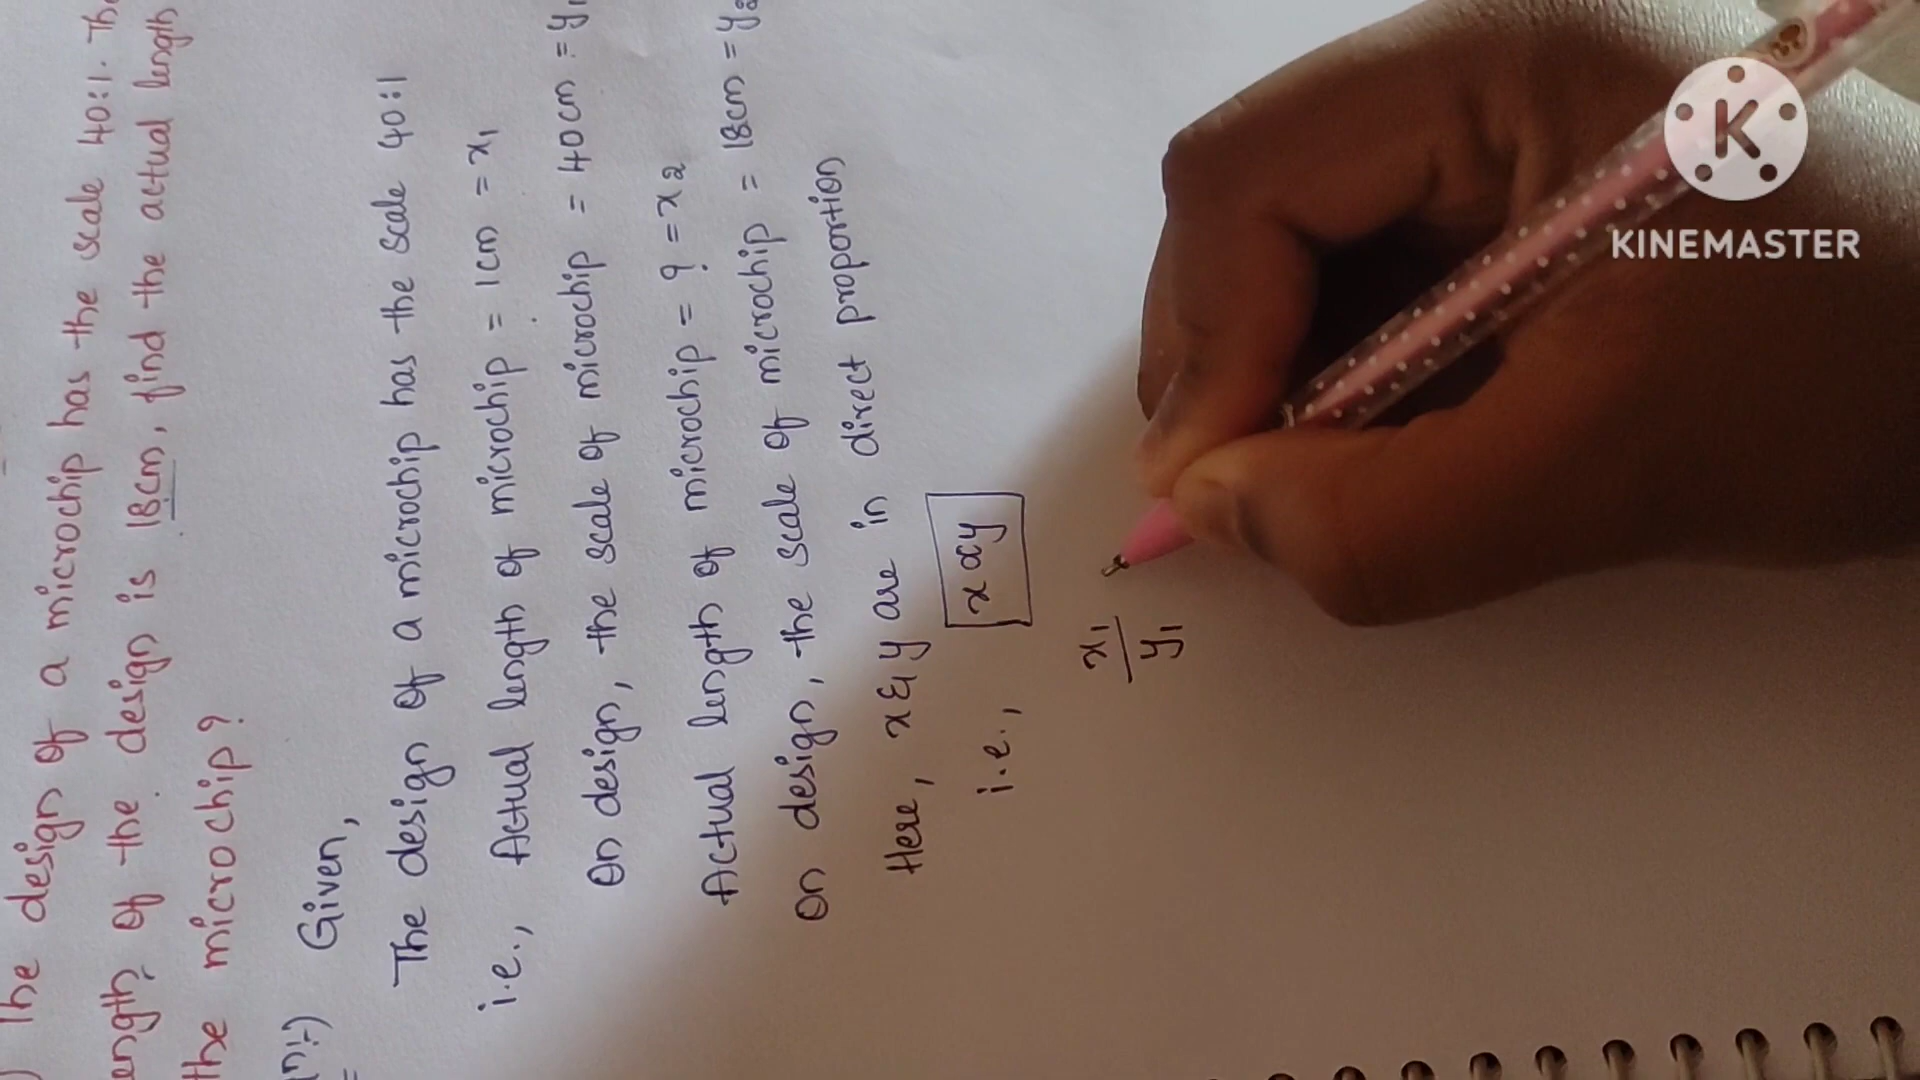 The design of a microchip has the scale 40:1. The
length of the design is 18cm, find the actual length
the microchip?
Given,
The design of a microchip has the scale 40:1
i.e., Actual length of microchip = 1cm = x1
On design, the scale of microchip = 40cm = y1
Actual length of microchip = ? = x2
On design, the scale of microchip = 18cm = y2
Here, x & y are in direct proportion
i.e., x ∝ y
x1
y1
K
KINEMASTER